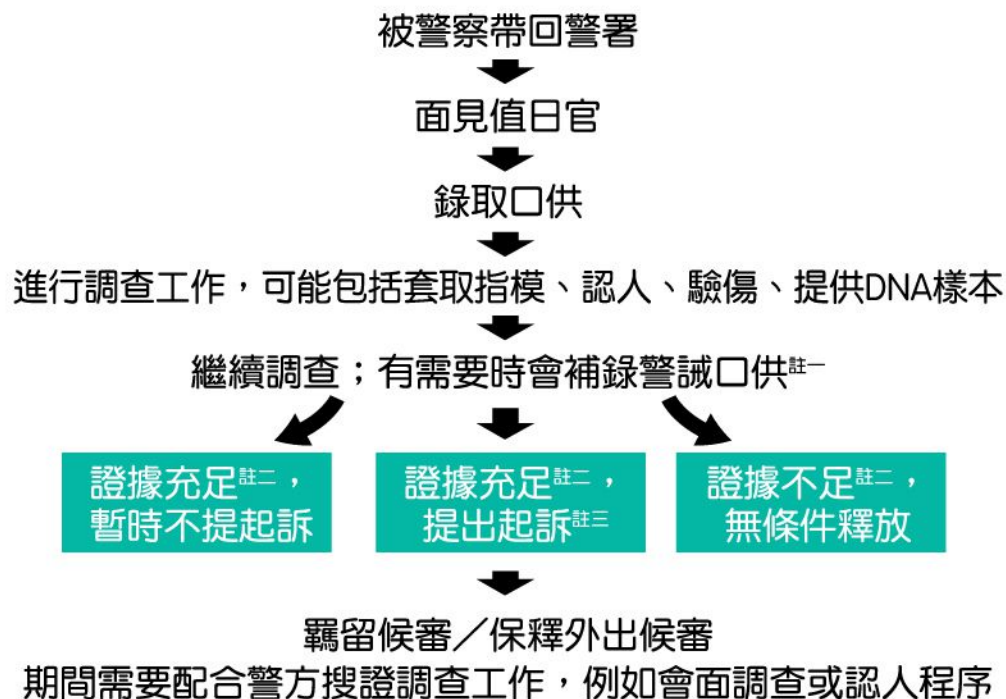 被警察帶回警署
面見值日官
錄取口供
進行調查工作，可能包括套取指模、認人、驗傷、提供DNA樣本
繼續調查；有需要時會補錄警誡口供註一
證據充足註二，
暫時不提起訴
證據充足註二，
提出起訴註三
證據不足註二，
無條件釋放
羈留候審／保釋外出候審
期間需要配合警方搜證調查工作，例如會面調查或認人程序